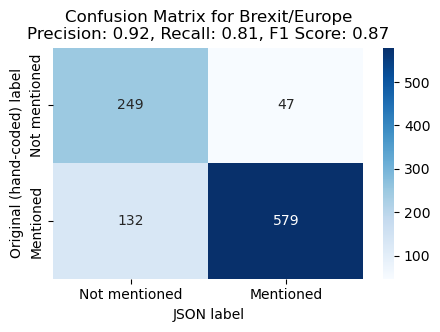 Confusion Matrix for Brexit/Europe
Precision: 0.92, Recall: 0.81, F1 Score: 0.87
Original (hand-coded) label
Not mentioned
249
47
Mentioned
132
579
Not mentioned
Mentioned
JSON label
500
400
300
200
100